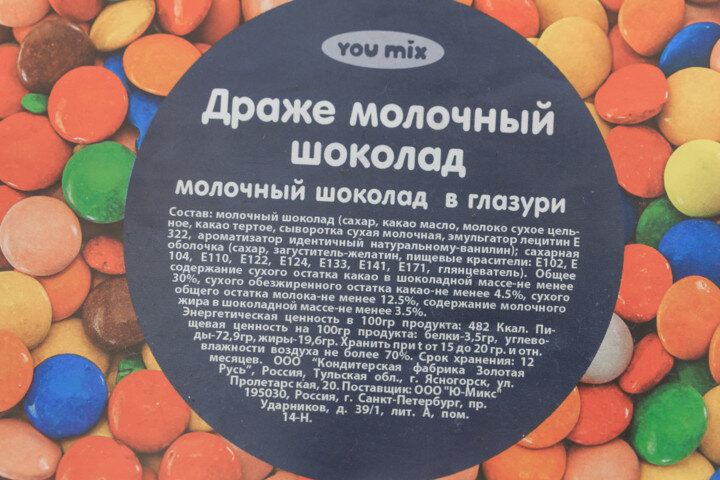 YOU mix
Драже молочный
шоколад
молочный шоколад в глазури
Состав: молочный шоколад (сахар, какао масло, молоко сухое цель-
ное, какао тертое, сыворотка сухая молочная, эмульгатор лецитин Е
322, ароматизатор идентичный натуральному-ванилин); сахарная
оболочка (сахар, загуститель-желатин, пищевые красители: Е102, Е
104, Е110, Е122, Е124, Е133, Е141, Е171, глянцеватель). Общее
содержание сухого остатка какао в шоколадной массе-не менее
30%, сухого обезжиренного остатка какао-не менее 4.5%, сухого
общего остатка молока-не менее 12.5%, содержание молочного
жира в шоколадной массе-не менее 3.5%.
Энергетическая ценность в 100гр продукта: 482 Ккал. Пи-
щевая ценность на 100гр продукта: белки-3,5гр, углево-
ды-72,9гр,жиры-19,6гр. Хранить при t от 15 до 20 гр. и отн.
влажности воздуха не более 70%. Срок хранения: 12
месяцев. ООО "Кондитерская фабрика Золотая
Русь", Россия, Тульская обл., г. Ясногорск, ул.
Пролетарская, 20. Поставщик: ООО "Ю-Микс"
195030, Россия, г. Санкт-Петербург, пр.
Ударников, д. 39/1, лит. А, пом.
14-Н.